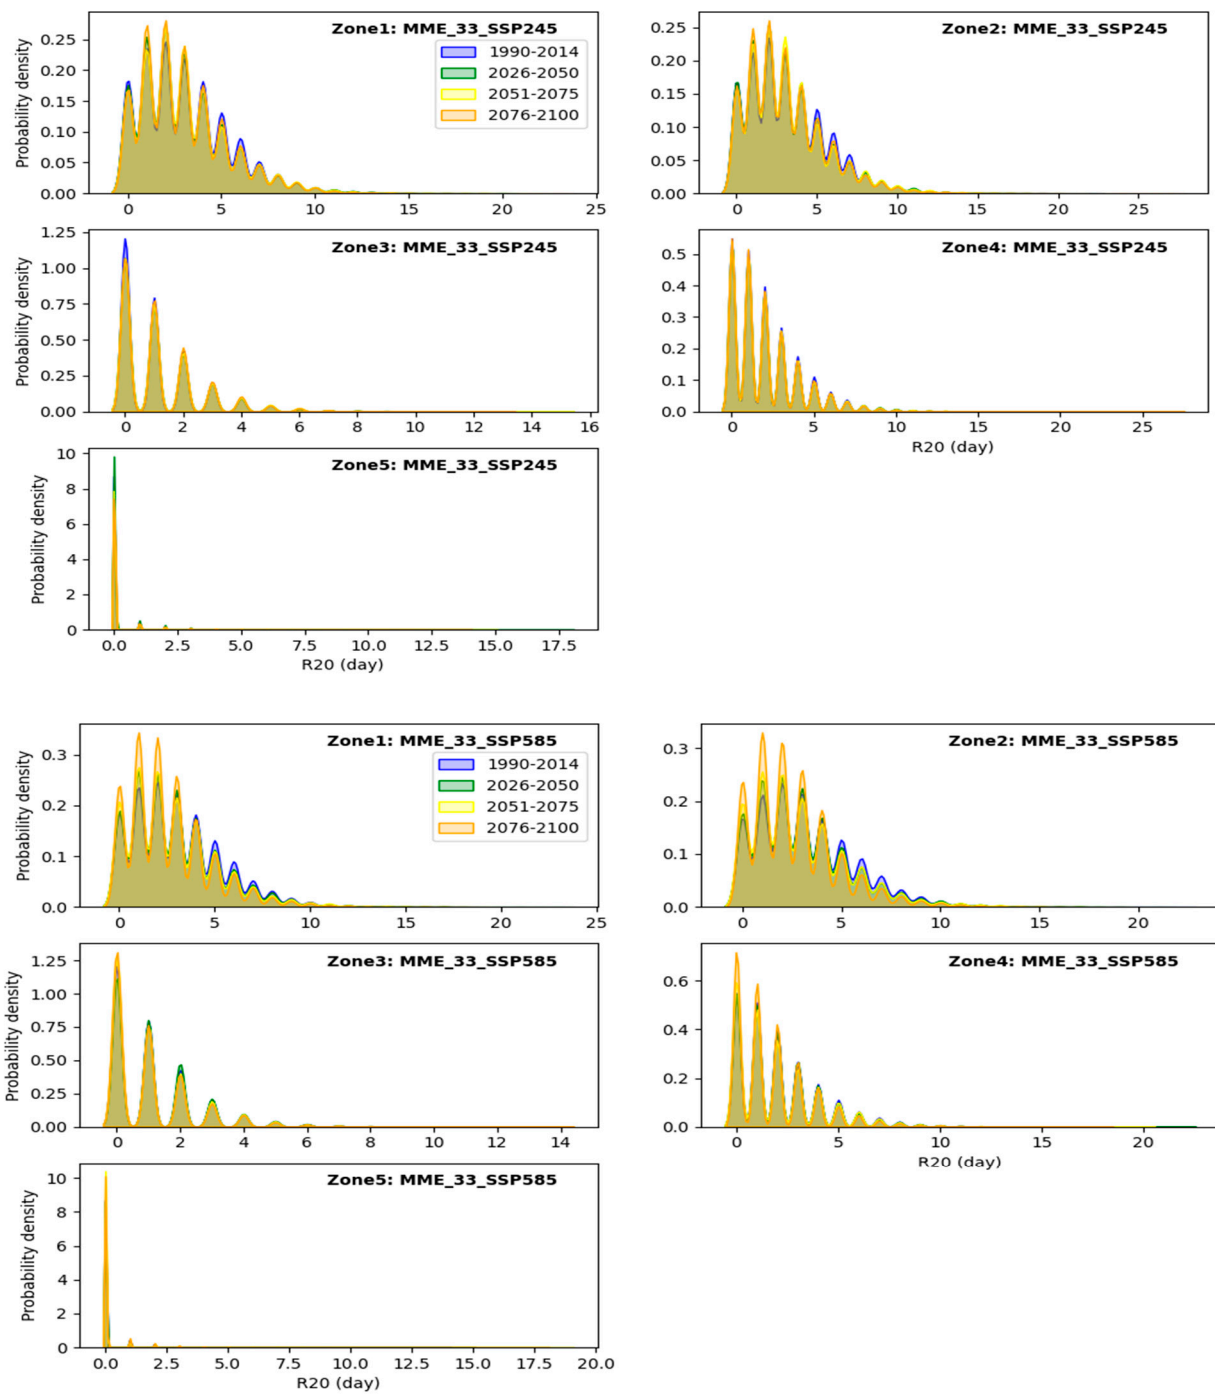 Zone1: MME_33_SSP245
1990-2014
2026-2050
2051-2075
2076-2100
Probability density
0.25
0.20
0.15
0.10
0.05
0.00
0 5 10 15 20 25
Zone2: MME_33_SSP245
0.25
0.20
0.15
0.10
0.05
0.00
0 5 10 15 20 25
Zone3: MME_33_SSP245
Probability density
1.25
1.00
0.75
0.50
0.25
0.00
0 2 4 6 8 10 12 14 16
Zone4: MME_33_SSP245
0.5
0.4
0.3
0.2
0.1
0.0
0 5 10 15 20 25
R20 (day)
Zone5: MME_33_SSP245
Probability density
10
8
6
4
2
0
0.0 2.5 5.0 7.5 10.0 12.5 15.0 17.5
R20 (day)
Zone1: MME_33_SSP585
1990-2014
2026-2050
2051-2075
2076-2100
Probability density
0.3
0.2
0.1
0.0
0 5 10 15 20 25
Zone2: MME_33_SSP585
0.3
0.2
0.1
0.0
0 5 10 15 20
Zone3: MME_33_SSP585
Probability density
1.25
1.00
0.75
0.50
0.25
0.00
0 2 4 6 8 10 12 14
Zone4: MME_33_SSP585
0.6
0.4
0.2
0.0
0 5 10 15 20
R20 (day)
Zone5: MME_33_SSP585
Probability density
10
8
6
4
2
0
0.0 2.5 5.0 7.5 10.0 12.5 15.0 17.5 20.0
R20 (day)